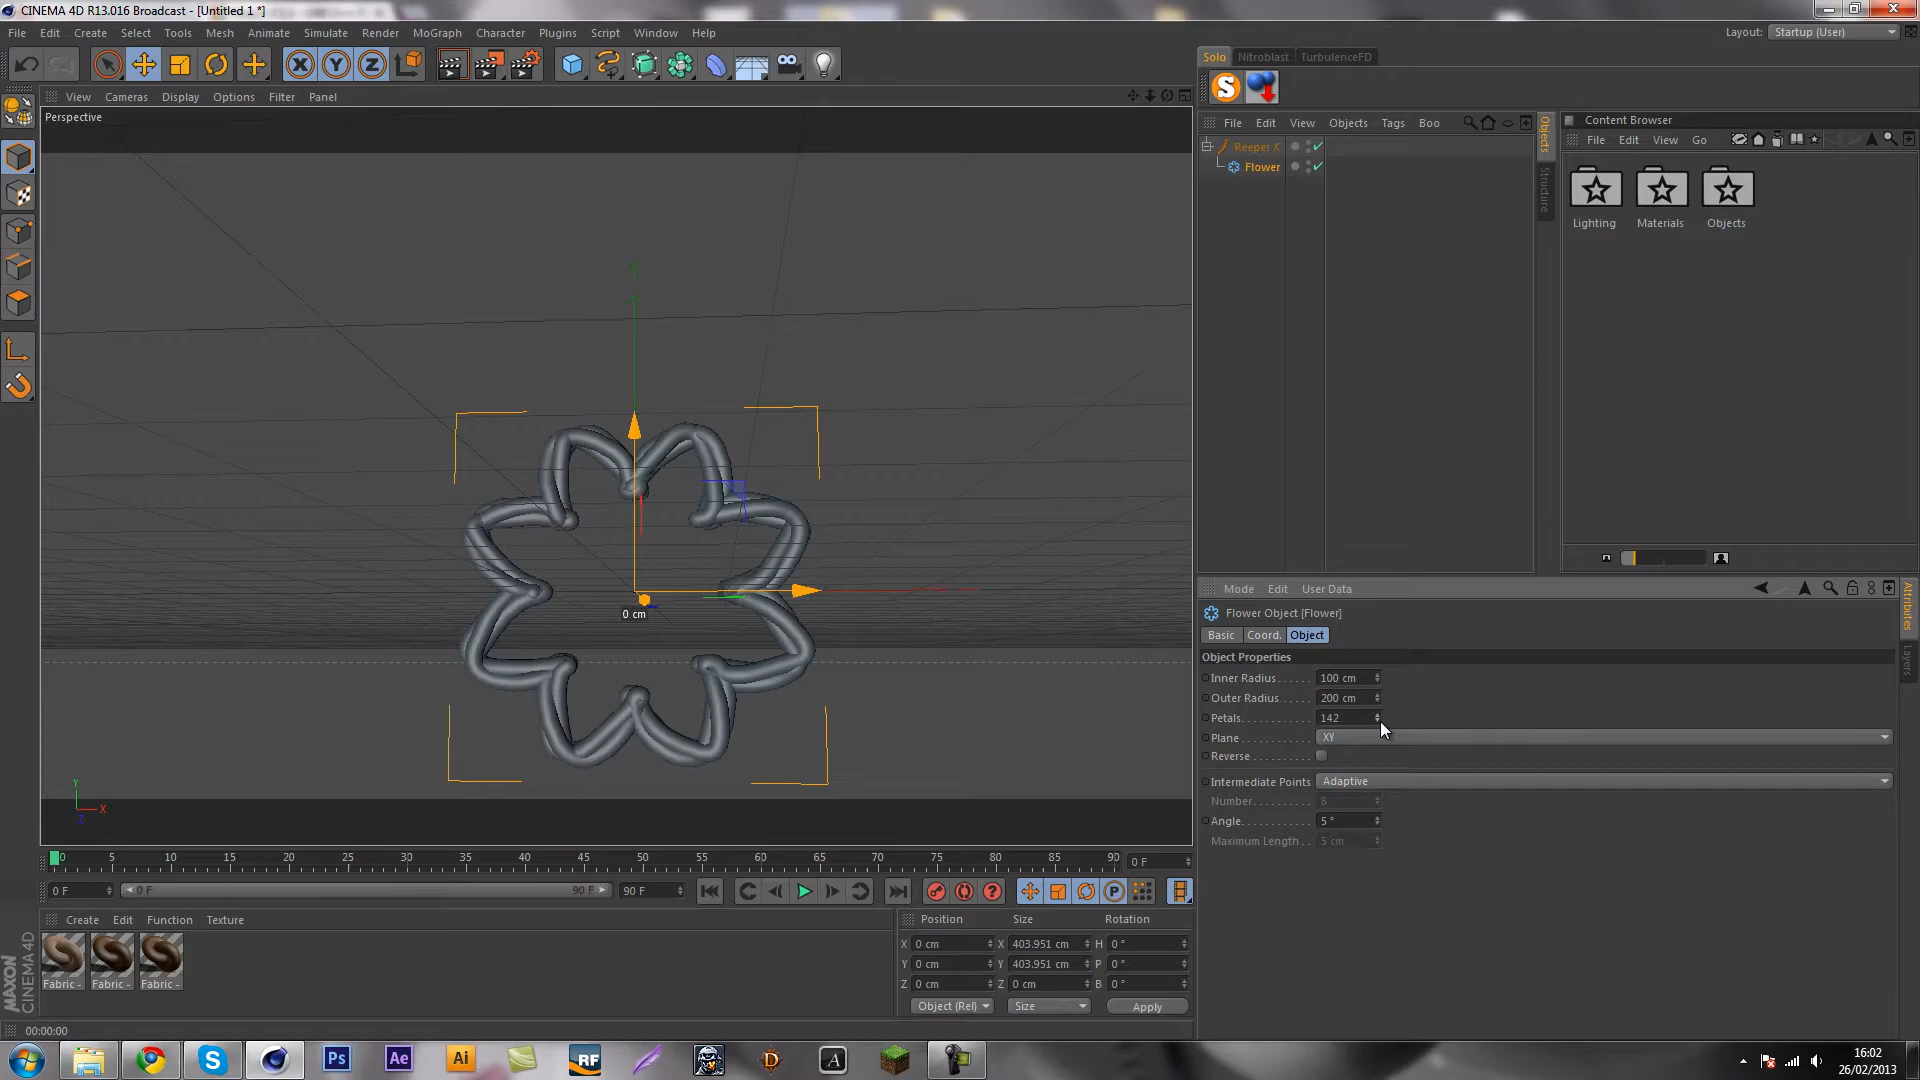 CINEMA 4D R13.016 Broadcast - [Untitled 1 *]
File Edit Create Select Tools Mesh Animate Simulate Render MoGraph Character Plugins Script Window Help
Layout: Startup (User)
Solo Nitroblast TurbulenceFD
View Cameras Display Options Filter Panel
Perspective
File Edit View Objects Tags Boo
Reeper X
Flower
Objects
Structure
Content Browser
File Edit View Go
Lighting Materials Objects
Y
0 cm
Y
X
Z
Mode Edit User Data
Attributes
Layers
Flower Object [Flower]
Basic Coord. Object
Object Properties
Inner Radius 100 cm
Outer Radius 200 cm
Petals 142
Plane XY
Reverse
Intermediate Points Adaptive
Number 8
Angle 5 °
Maximum Length 5 cm
0 5 10 15 20 25 30 35 40 45 50 55 60 65 70 75 80 85 90 0 F
0 F 0 F 90 F 90 F
Create Edit Function Texture
Fabric - Fabric - Fabric -
Position Size Rotation
X 0 cm X 403.951 cm H 0 °
Y 0 cm Y 403.951 cm P 0 °
Z 0 cm Z 0 cm B 0 °
Object (Rel) Size Apply
MAXON CINEMA 4D
00:00:00
Ps Ae Ai RF A
16:02
26/02/2013